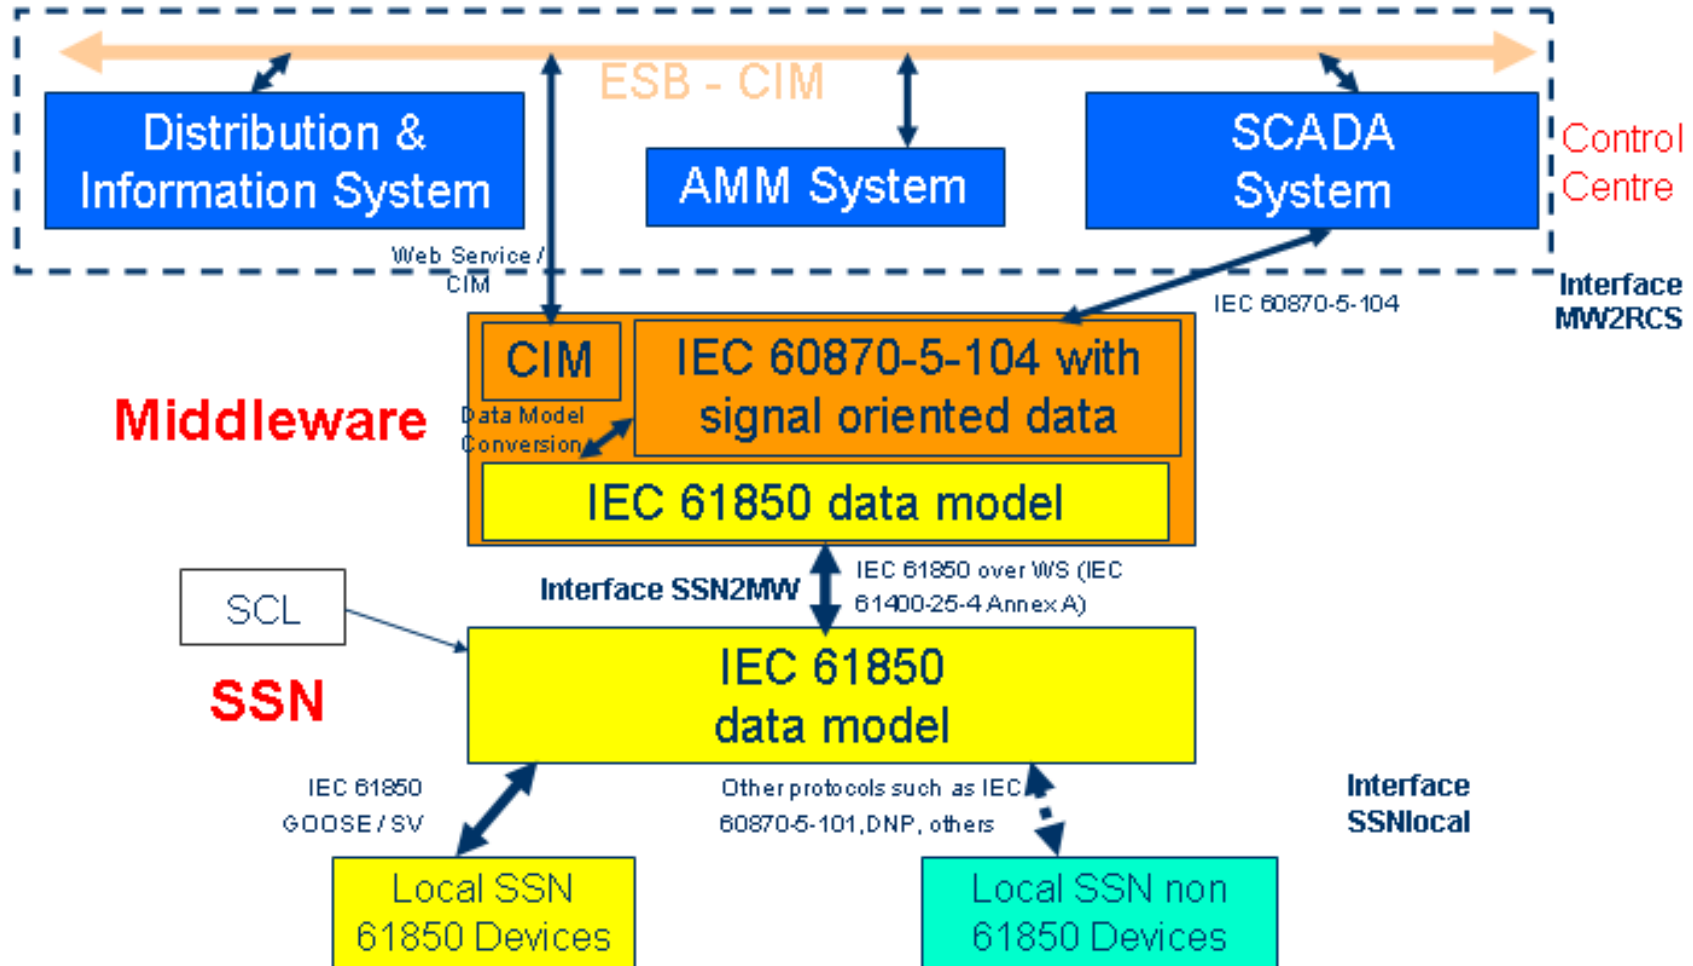 ESB - CIM
Distribution &
Information System
AMM System
SCADA
System
Control
Centre
Web Service /
CIM
IEC 60870-5-104
Interface
MW2RCS
CIM
IEC 60870-5-104 with
signal oriented data
Middleware
Data Model
Conversion
IEC 61850 data model
Interface SSN2MW
IEC 61850 over WS (IEC
61400-25-4 Annex A)
SCL
SSN
IEC 61850
data model
IEC 61850
GOOSE / SV
Other protocols such as IEC
60870-5-101, DNP, others
Interface
SSNlocal
Local SSN
61850 Devices
Local SSN non
61850 Devices